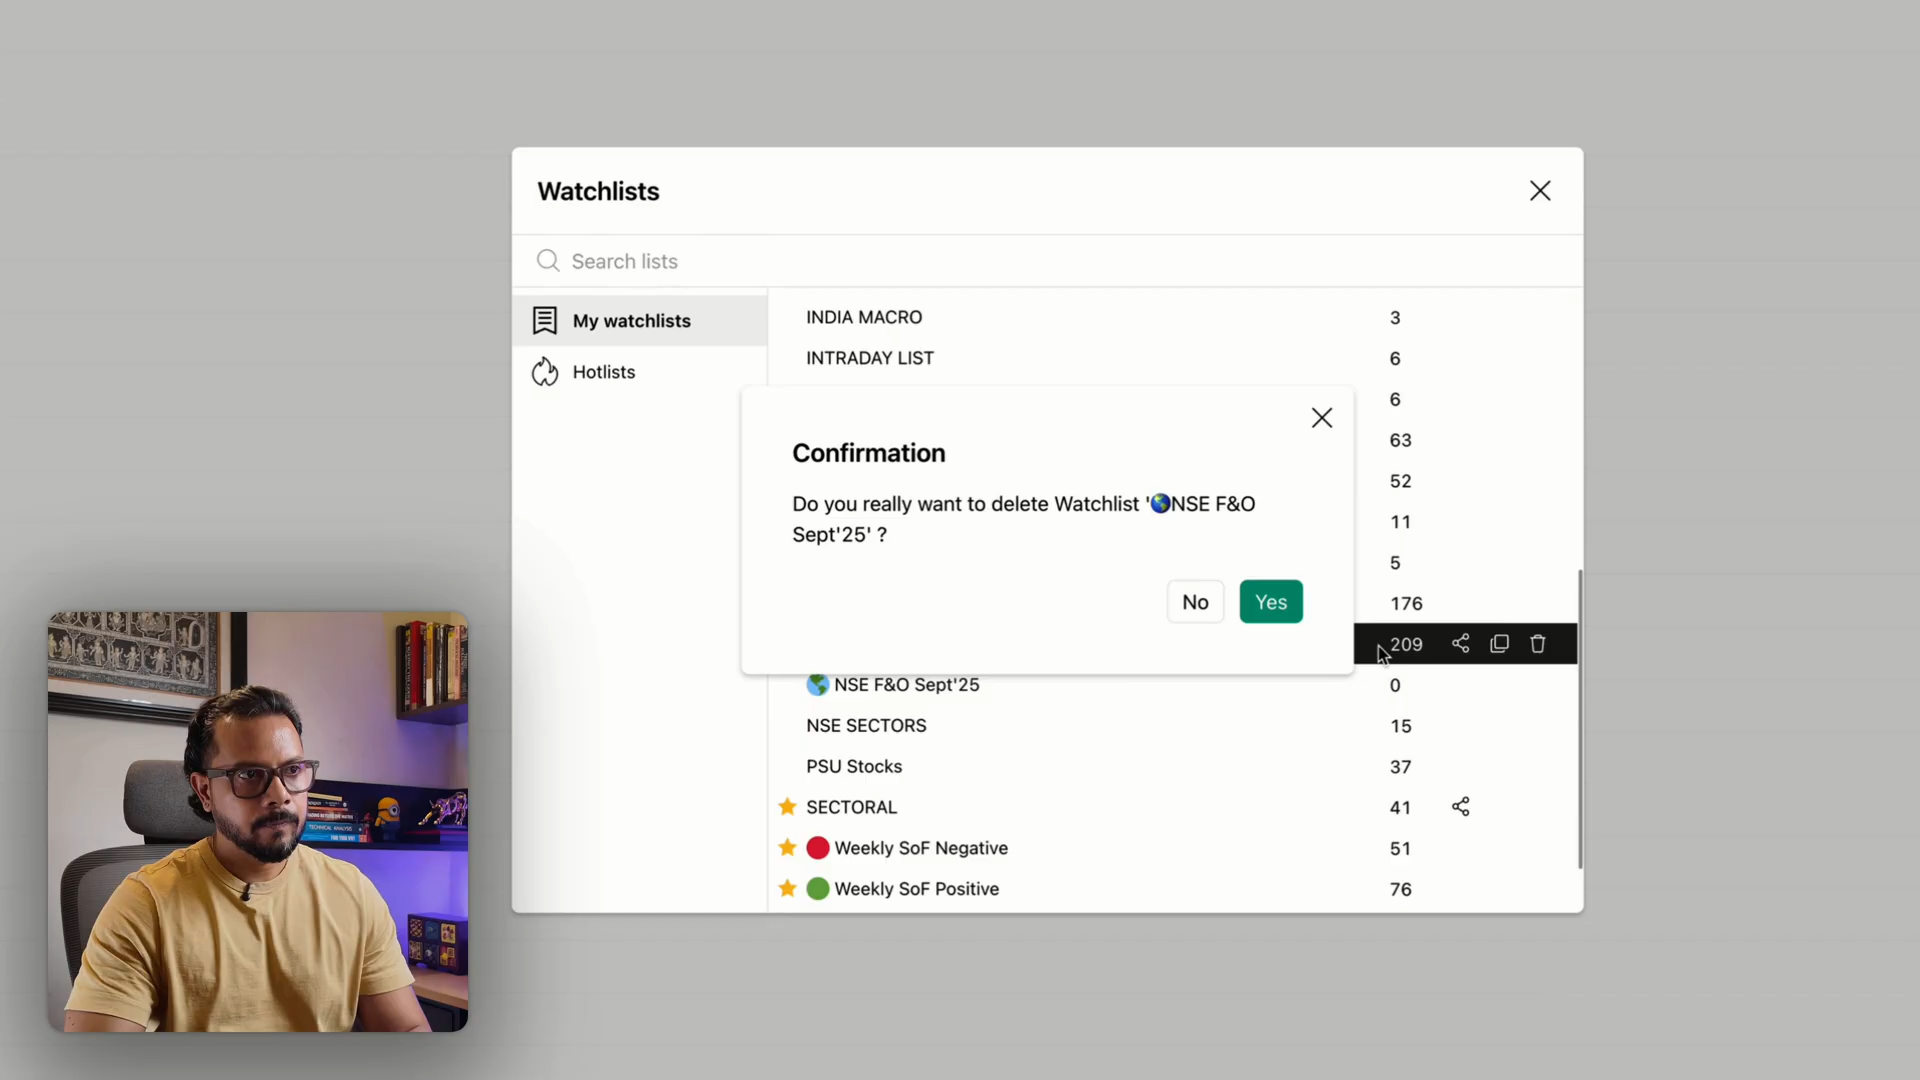 Watchlists
Search lists
My watchlists
Hotlists
INDIA MACRO 3
INTRADAY LIST 6
6
63
52
11
5
176
209
Confirmation
Do you really want to delete Watchlist '🌎NSE F&O
Sept'25' ?
No Yes
🌎 NSE F&O Sept'25 0
NSE SECTORS 15
PSU Stocks 37
SECTORAL 41
Weekly SoF Negative 51
Weekly SoF Positive 76
TECHNICAL ANALYSIS